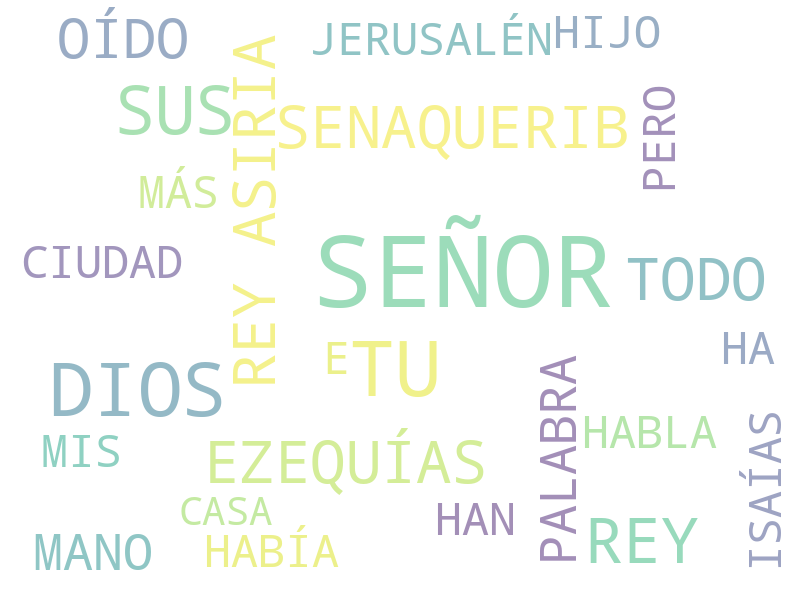 OÍDO
JERUSALÉN
HIJO
SUS
REY ASIRIA
SENAQUERIB
PERO
MÁS
CIUDAD
SEÑOR
TODO
HA
E
TU
DIOS
PALABRA
HABLA
ISAÍAS
MIS
EZEQUÍAS
CASA
HAN
REY
MANO
HABÍA